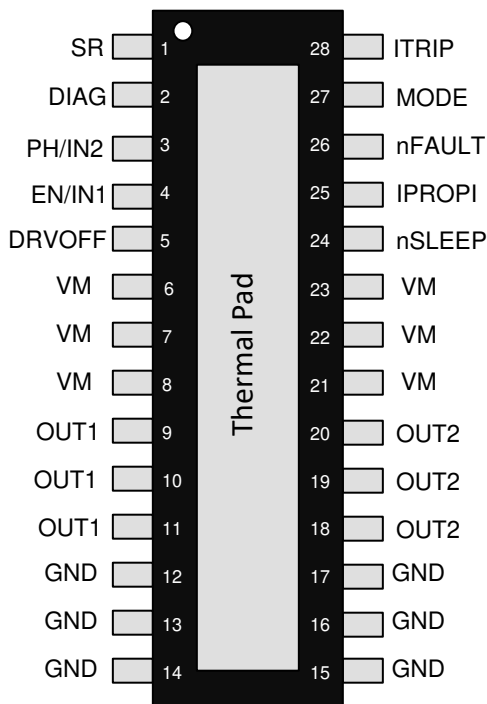 SR 1 28 ITRIP
DIAG 2 27 MODE
PH/IN2 3 26 nFAULT
EN/IN1 4 25 IPROPI
DRVOFF 5 24 nSLEEP
VM 6 23 VM
VM 7 22 VM
VM 8 21 VM
OUT1 9 20 OUT2
OUT1 10 19 OUT2
OUT1 11 18 OUT2
GND 12 17 GND
GND 13 16 GND
GND 14 15 GND
Thermal Pad